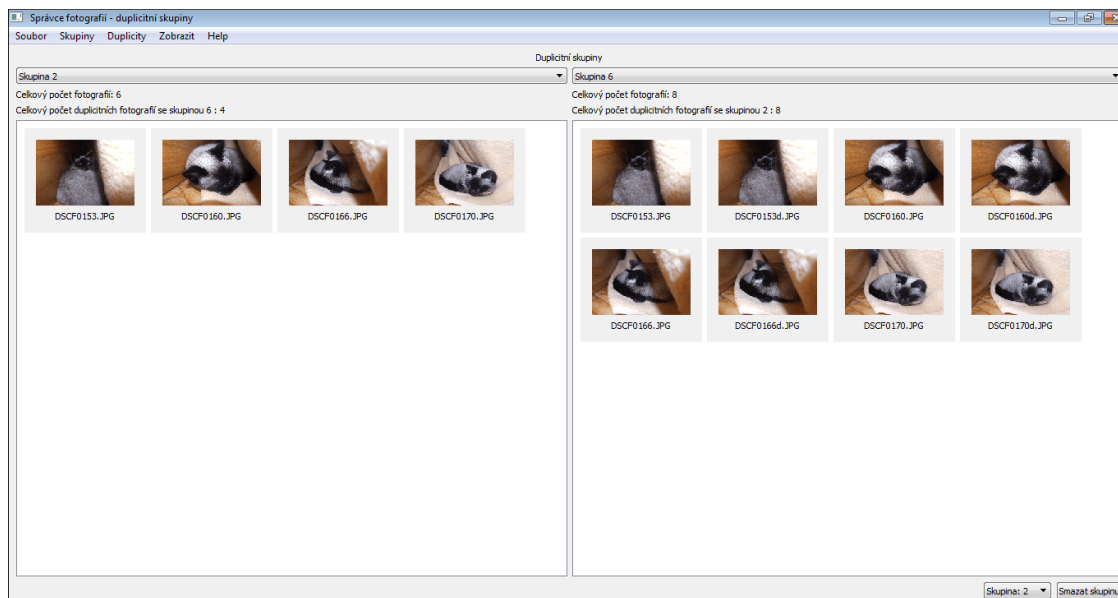 Správce fotografií - duplicitní skupiny
Soubor Skupiny Duplicity Zobrazit Help
Duplicitní skupiny
Skupina 2
Skupina 6
Celkový počet fotografií: 6
Celkový počet fotografií: 8
Celkový počet duplicitních fotografií se skupinou 6 : 4
Celkový počet duplicitních fotografií se skupinou 2 : 8
DSCF0153.JPG DSCF0160.JPG DSCF0166.JPG DSCF0170.JPG
DSCF0153.JPG DSCF0153d.JPG DSCF0160.JPG DSCF0160d.JPG
DSCF0166.JPG DSCF0166d.JPG DSCF0170.JPG DSCF0170d.JPG
Skupina: 2 Smazat skupinu